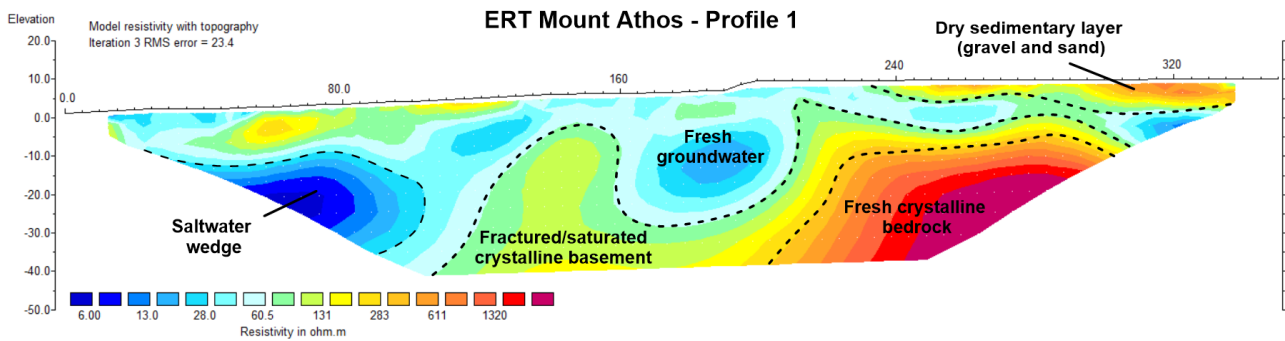 ERT Mount Athos - Profile 1
Elevation
Model resistivity with topography
Iteration 3 RMS error = 23.4
Dry sedimentary layer
(gravel and sand)
20.0
10.0
0.0
-10.0
-20.0
-30.0
-40.0
-50.0
0.0
80.0
160
240
320
Fresh
groundwater
Saltwater
wedge
Fractured/saturated
crystalline basement
Fresh crystalline
bedrock
6.00 13.0 28.0 60.5 131 283 611 1320
Resistivity in ohm.m